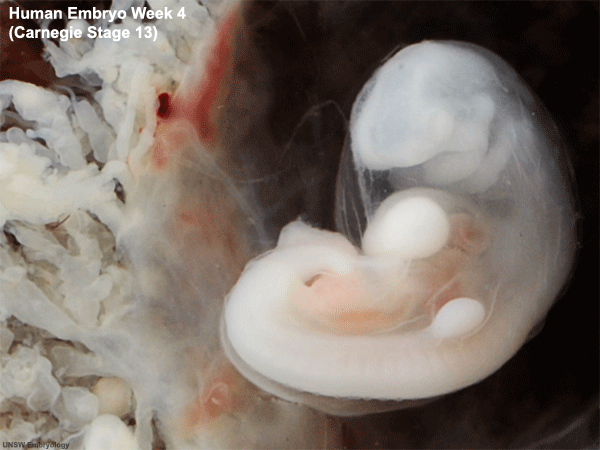 Human Embryo Week 4
(Carnegie Stage 13)
UNSW Embryology